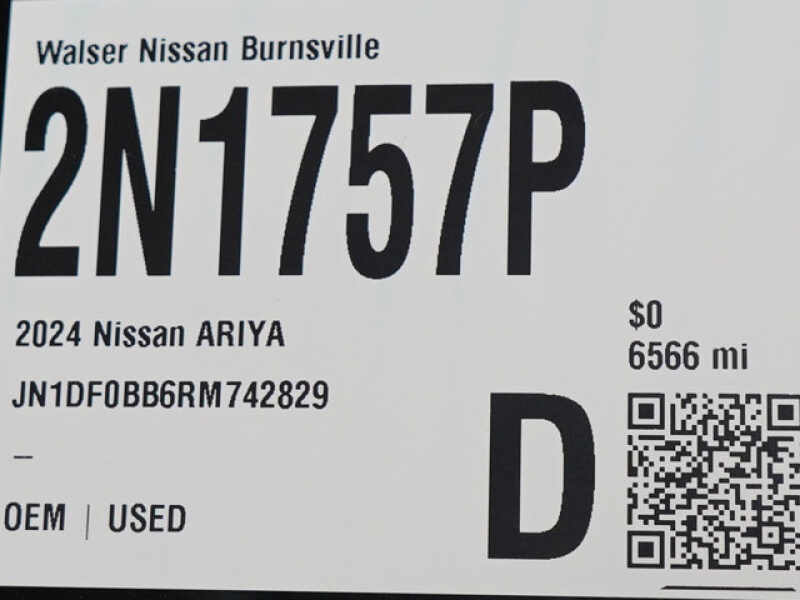 Walser Nissan Burnsville
2N1757P
2024 Nissan ARIYA
JN1DF0BB6RM742829
–
OEM | USED
$0
6566 mi
D